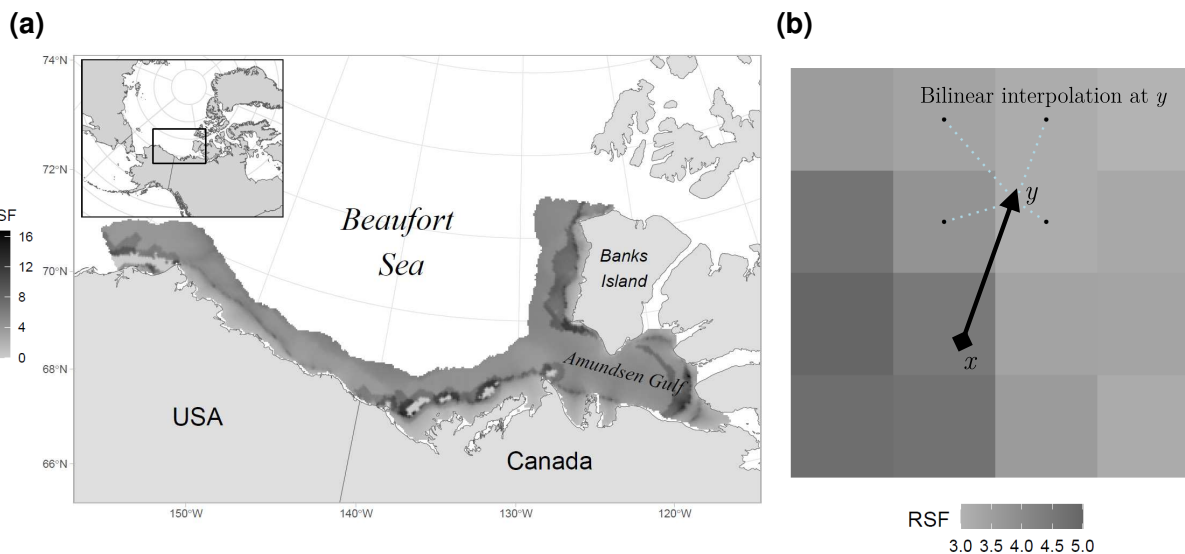 (a)
(b)
74°N
72°N
70°N
68°N
66°N
150°W
140°W
130°W
120°W
SF
16
12
8
4
0
Beaufort
Sea
Banks
Island
Amundsen Gulf
USA
Canada
Bilinear interpolation at y
y
x
RSF
3.0 3.5 4.0 4.5 5.0